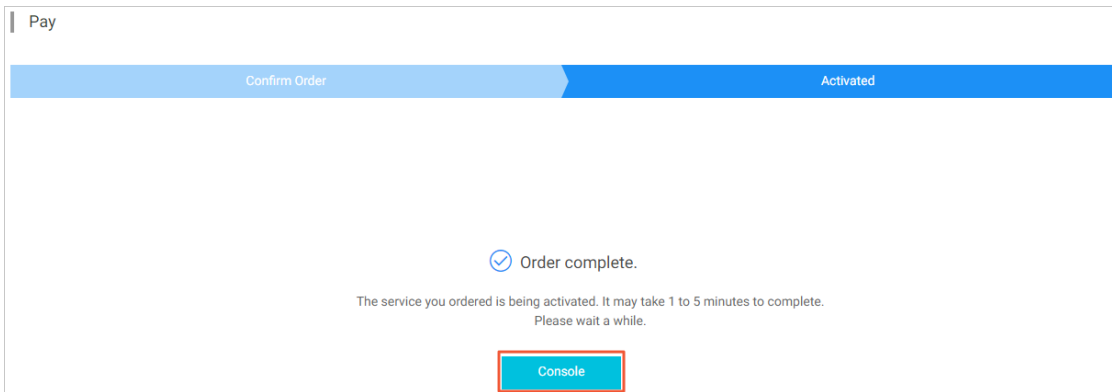 Pay
Confirm Order
Activated
Order complete.
The service you ordered is being activated. It may take 1 to 5 minutes to complete.
Please wait a while.
Console